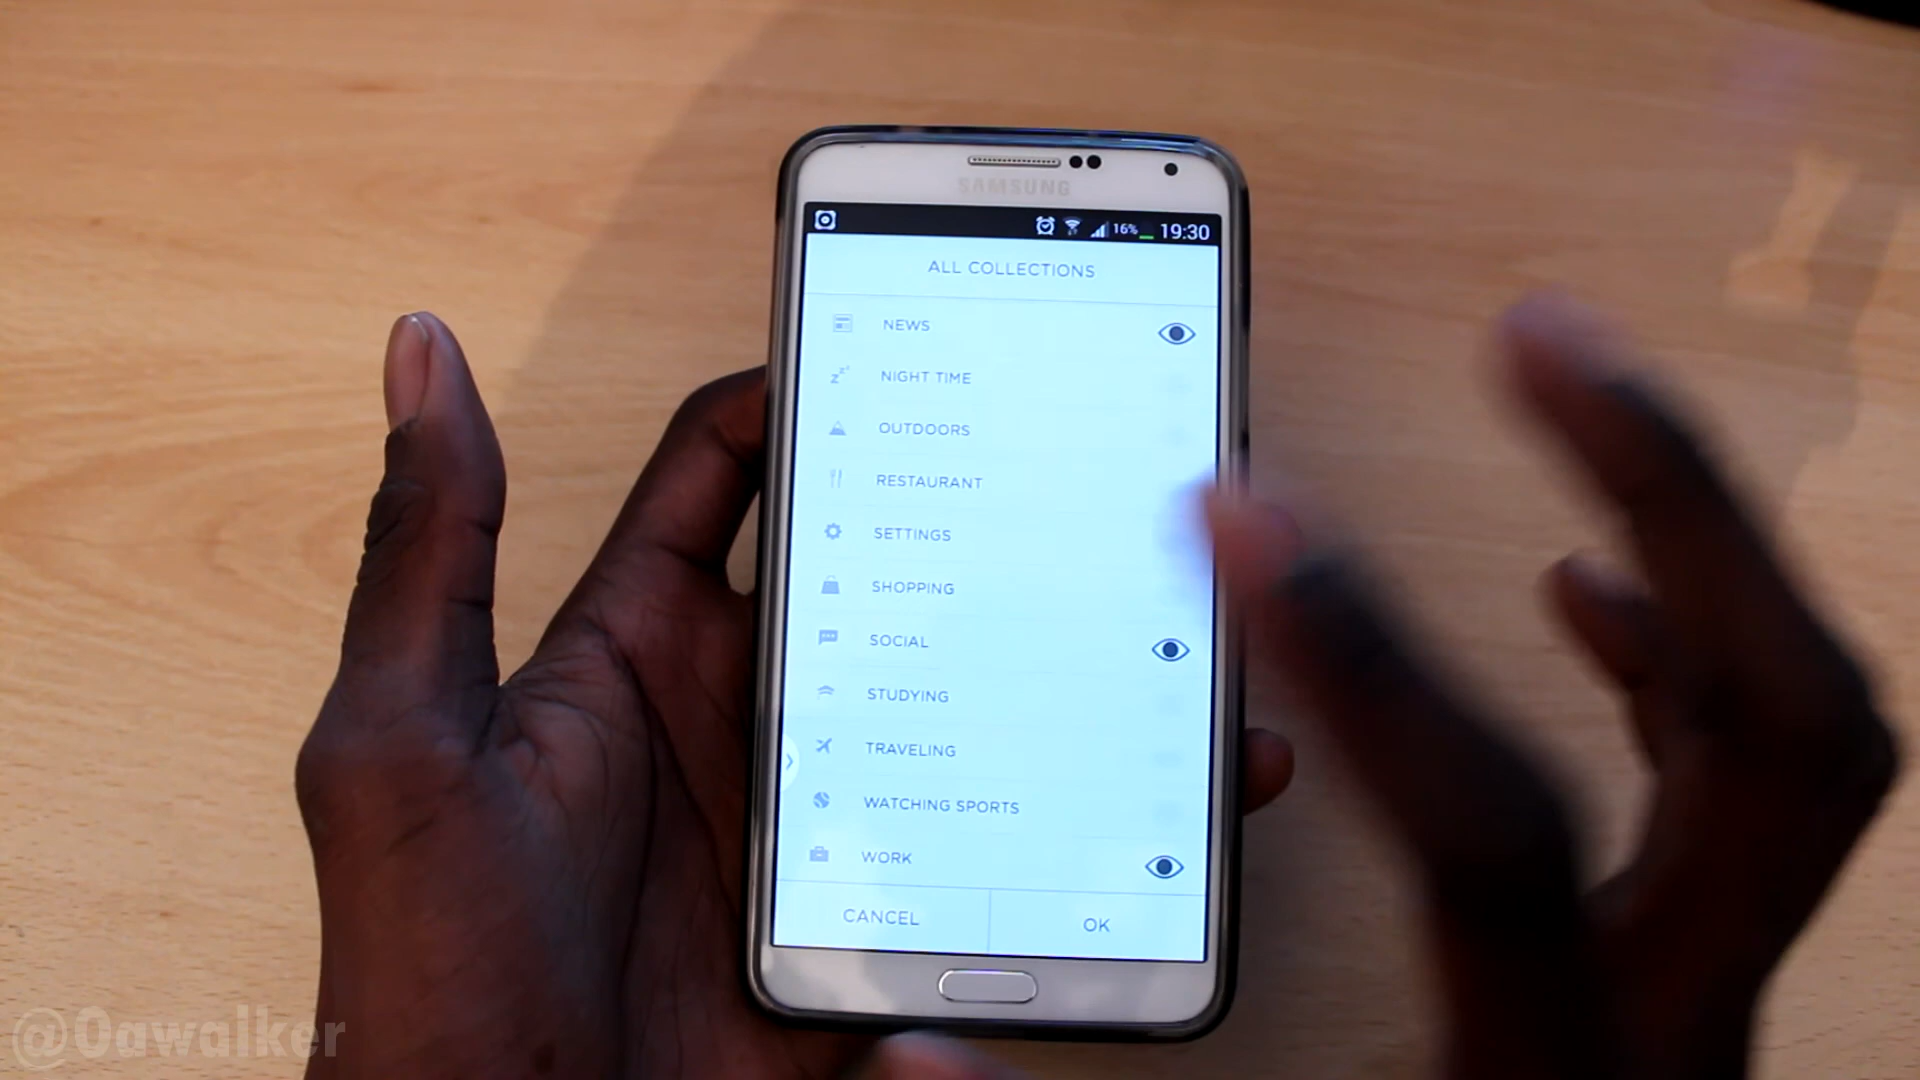 SAMSUNG
16% 19:30
ALL COLLECTIONS
NEWS
NIGHT TIME
OUTDOORS
RESTAURANT
SETTINGS
SHOPPING
SOCIAL
STUDYING
TRAVELING
WATCHING SPORTS
WORK
CANCEL OK
@Oawalker